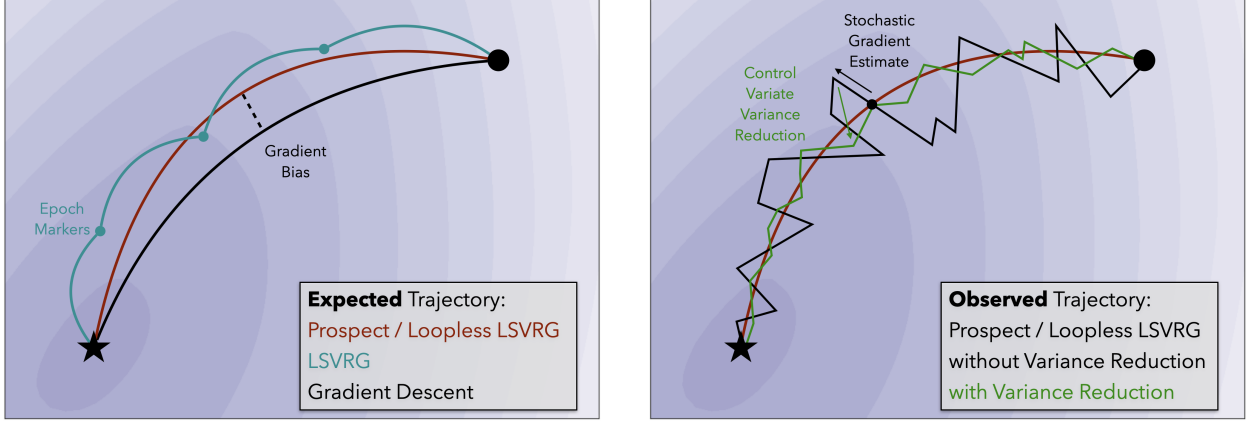 Gradient
Bias
Epoch
Markers
Expected Trajectory:
Prospect / Loopless LSVRG
LSVRG
Gradient Descent
Stochastic
Gradient
Estimate
Control
Variate
Variance
Reduction
Observed Trajectory:
Prospect / Loopless LSVRG
without Variance Reduction
with Variance Reduction